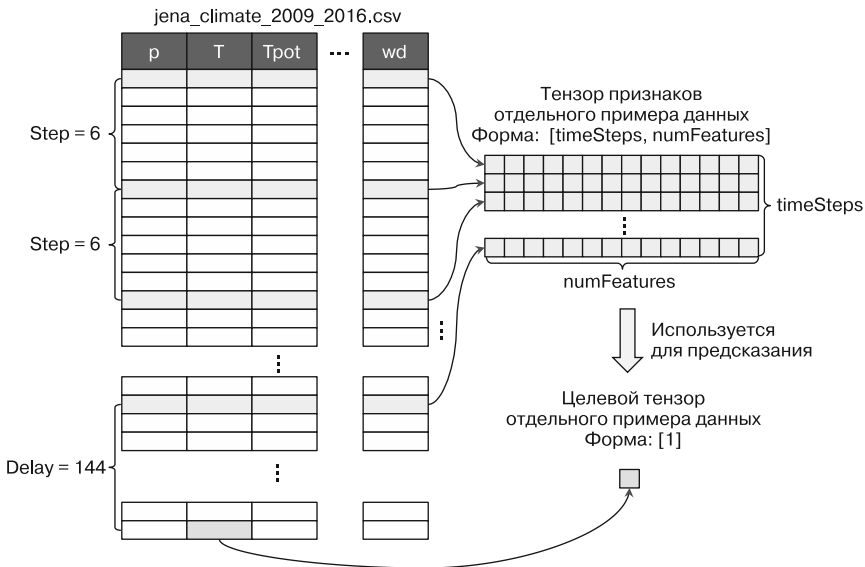 jena_climate_2009_2016.csv
p T Tpot ... wd
Step = 6
Step = 6
Delay = 144
Тензор признаков
отдельного примера данных
Форма: [timeSteps, numFeatures]
timeSteps
numFeatures
Используется
для предсказания
Целевой тензор
отдельного примера данных
Форма: [1]